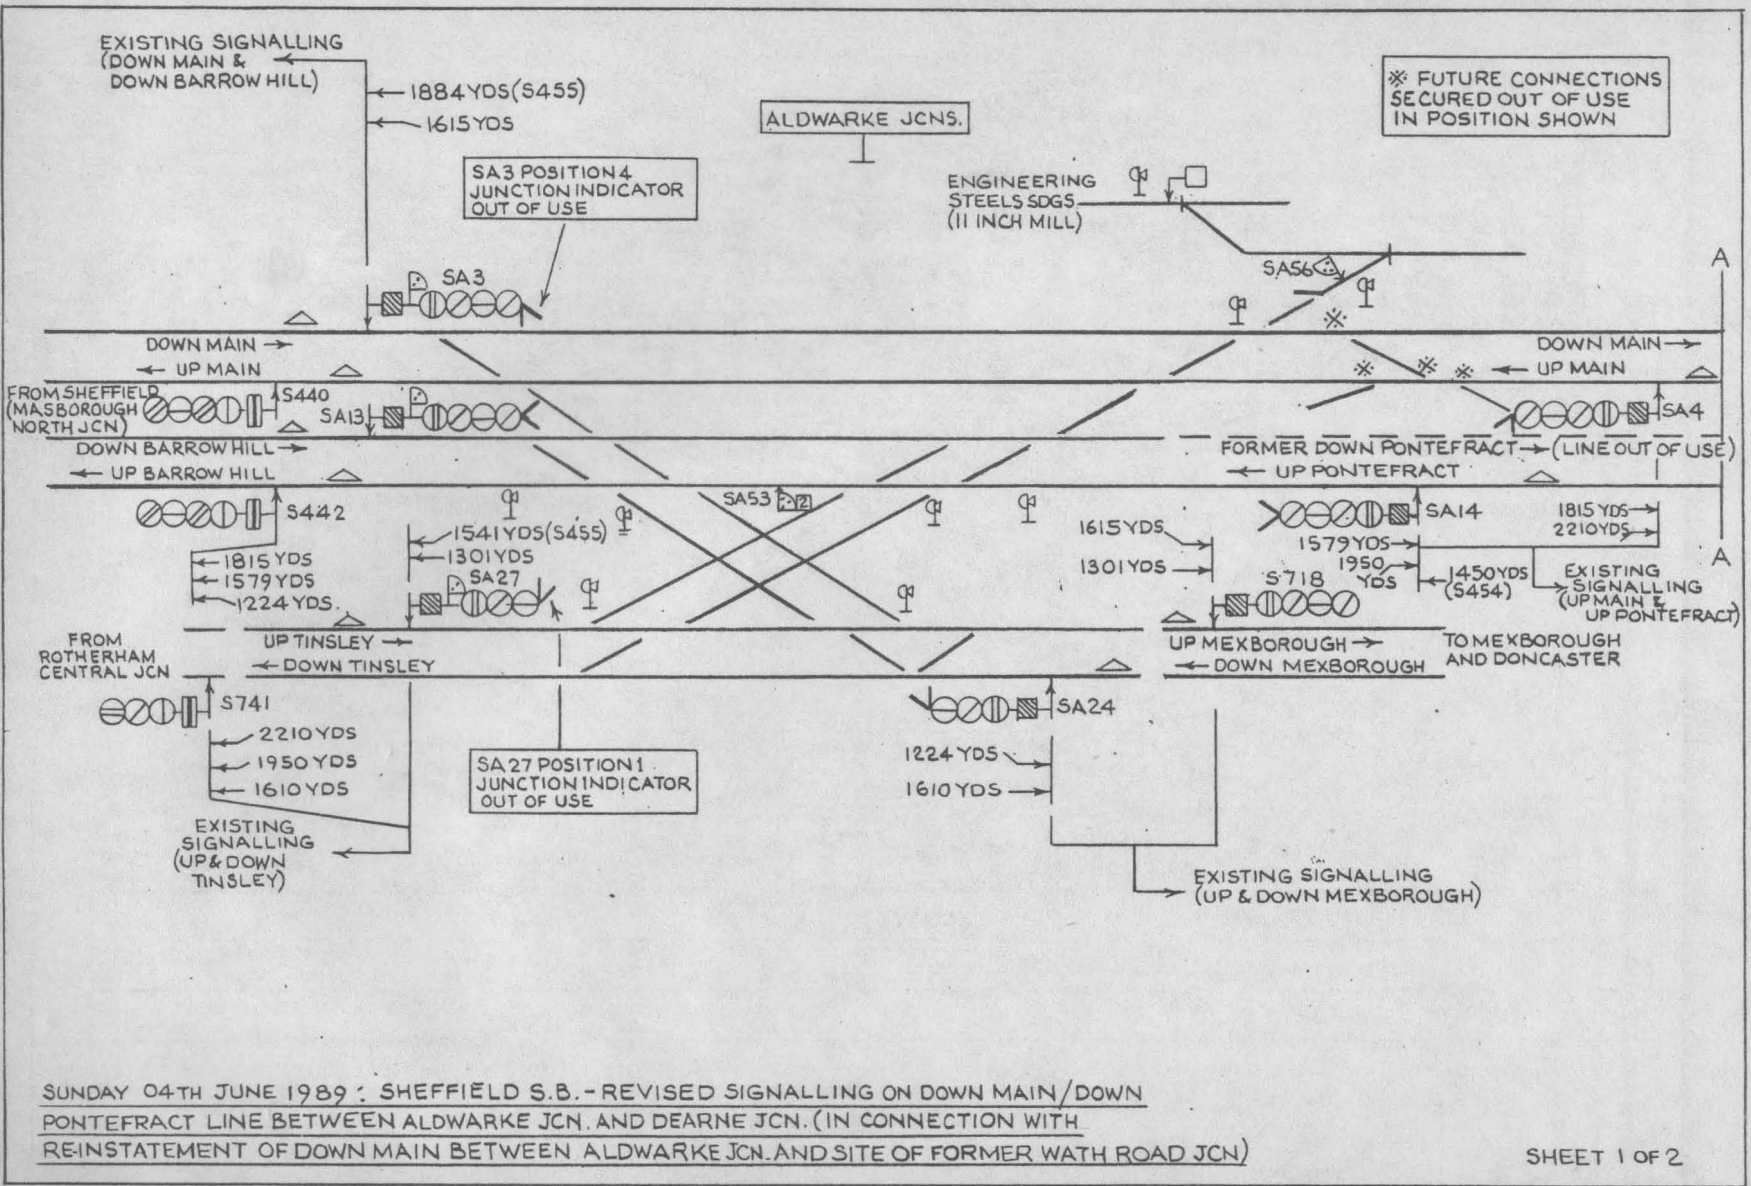 EXISTING SIGNALLING
(DOWN MAIN &
DOWN BARROW HILL)
1884 YDS (S455)
1615 YDS
ALDWARKE JCNS.
※ FUTURE CONNECTIONS
SECURED OUT OF USE
IN POSITION SHOWN
SA3 POSITION 4
JUNCTION INDICATOR
OUT OF USE
ENGINEERING
STEELS SDGS.
(11 INCH MILL)
SA3
SA56
A
※
DOWN MAIN →
← UP MAIN
DOWN MAIN →
← UP MAIN
※ ※ ※
FROM SHEFFIELD
(MASBOROUGH
NORTH JCN)
S440
SA13
SA4
DOWN BARROW HILL →
← UP BARROW HILL
FORMER DOWN PONTEFRACT → (LINE OUT OF USE)
← UP PONTEFRACT
S442
SA53
2
SA14
1815 YDS
2210 YDS
A
1815 YDS
1579 YDS
1224 YDS.
1541 YDS (S455)
1301 YDS
SA27
1615 YDS
1301 YDS
S718
1579 YDS
1950
YDS
1450 YDS
(S454)
EXISTING
SIGNALLING
(UP MAIN &
UP PONTEFRACT)
FROM
ROTHERHAM
CENTRAL JCN
UP TINSLEY →
← DOWN TINSLEY
UP MEXBOROUGH →
← DOWN MEXBOROUGH
TO MEXBOROUGH
AND DONCASTER
S741
SA24
2210 YDS
1950 YDS
1610 YDS
SA27 POSITION 1
JUNCTION INDICATOR
OUT OF USE
1224 YDS
1610 YDS
EXISTING
SIGNALLING
(UP & DOWN
TINSLEY)
EXISTING SIGNALLING
(UP & DOWN MEXBOROUGH)
SUNDAY 04TH JUNE 1989 : SHEFFIELD S.B. - REVISED SIGNALLING ON DOWN MAIN / DOWN
PONTEFRACT LINE BETWEEN ALDWARKE JCN. AND DEARNE JCN. (IN CONNECTION WITH
RE-INSTATEMENT OF DOWN MAIN BETWEEN ALDWARKE JCN. AND SITE OF FORMER WATH ROAD JCN)
SHEET 1 OF 2